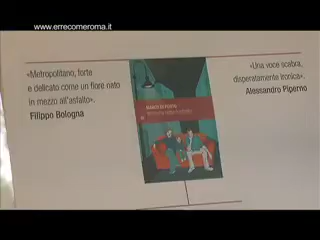 www.errecomeroma.it
«Metropolitano, forte
e delicato come un fiore nato
in mezzo all'asfalto».
Filippo Bologna
«Una voce scabra,
disperatamente ironica».
Alessandro Piperno